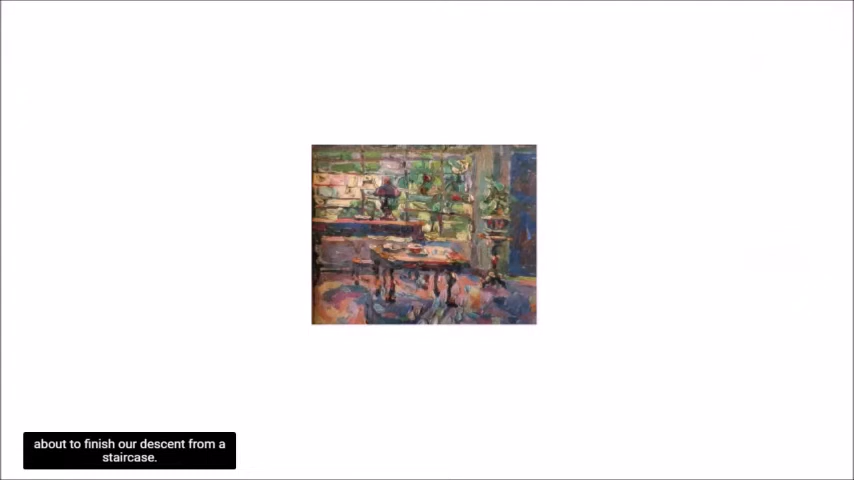 about to finish our descent from a
staircase.